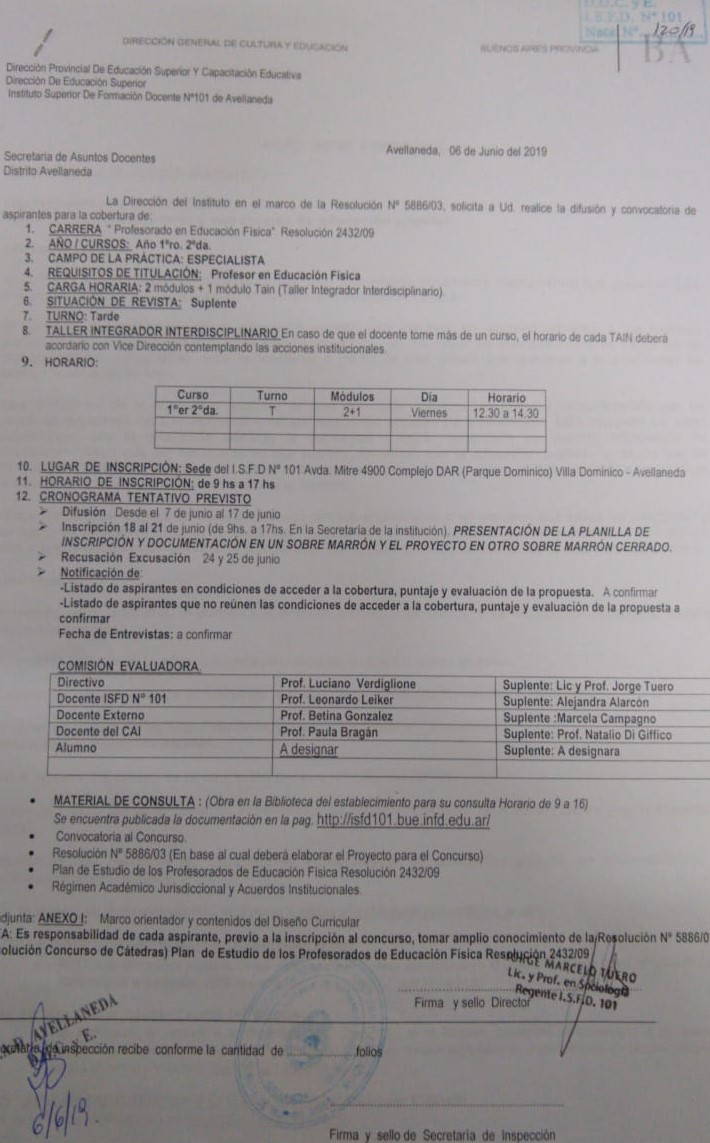 D.G.C. y E.
I.S.F.D. Nº 101
Nota Nº 120/19
DIRECCIÓN GENERAL DE CULTURA Y EDUCACIÓN
BUENOS AIRES PROVINCIA
BA
Dirección Provincial De Educación Superior Y Capacitación Educativa
Dirección De Educación Superior
Instituto Superior De Formación Docente Nº101 de Avellaneda
Avellaneda, 06 de Junio del 2019
Secretaria de Asuntos Docentes
Distrito Avellaneda
La Dirección del Instituto en el marco de la Resolución Nº 5886/03, solicita a Ud. realice la difusión y convocatoria de
aspirantes para la cobertura de:
1. CARRERA " Profesorado en Educación Física" Resolución 2432/09
2. AÑO / CURSOS: Año 1ºro. 2ºda.
3. CAMPO DE LA PRÁCTICA: ESPECIALISTA
4. REQUISITOS DE TITULACIÓN: Profesor en Educación Fisica
5. CARGA HORARIA: 2 módulos + 1 módulo Tain (Taller Integrador Interdisciplinario)
6. SITUACIÓN DE REVISTA: Suplente
7. TURNO: Tarde
8. TALLER INTEGRADOR INTERDISCIPLINARIO En caso de que el docente tome más de un curso, el horario de cada TAIN deberá
acordarlo con Vice Dirección contemplando las acciones institucionales.
9. HORARIO:
Curso Turno Módulos Día Horario
1ºer 2ºda. T 2+1 Viernes 12.30 a 14.30
10. LUGAR DE INSCRIPCIÓN: Sede del I.S.F.D Nº 101 Avda. Mitre 4900 Complejo DAR (Parque Dominico) Villa Dominico - Avellaneda
11. HORARIO DE INSCRIPCIÓN: de 9 hs a 17 hs
12. CRONOGRAMA TENTATIVO PREVISTO
➤ Difusión Desde el 7 de junio al 17 de junio
➤ Inscripción 18 al 21 de junio (de 9hs. a 17hs. En la Secretaria de la institución). PRESENTACIÓN DE LA PLANILLA DE
INSCRIPCIÓN Y DOCUMENTACIÓN EN UN SOBRE MARRÓN Y EL PROYECTO EN OTRO SOBRE MARRÓN CERRADO.
➤ Recusación Excusación 24 y 25 de junio
➤ Notificación de:
-Listado de aspirantes en condiciones de acceder a la cobertura, puntaje y evaluación de la propuesta. A confirmar
-Listado de aspirantes que no reúnen las condiciones de acceder a la cobertura, puntaje y evaluación de la propuesta a
confirmar
Fecha de Entrevistas: a confirmar
COMISIÓN EVALUADORA.
Directivo Prof. Luciano Verdiglione Suplente: Lic y Prof. Jorge Tuero
Docente ISFD Nº 101 Prof. Leonardo Leiker Suplente: Alejandra Alarcón
Docente Externo Prof. Betina Gonzalez Suplente :Marcela Campagno
Docente del CAI Prof. Paula Bragán Suplente: Prof. Natalio Di Giffico
Alumno A designar Suplente: A designara
• MATERIAL DE CONSULTA : (Obra en la Biblioteca del establecimiento para su consulta Horario de 9 a 16)
Se encuentra publicada la documentación en la pag. http://isfd101.bue.infd.edu.ar/
• Convocatoria al Concurso.
• Resolución Nº 5886/03 (En base al cual deberá elaborar el Proyecto para el Concurso)
• Plan de Estudio de los Profesorados de Educación Física Resolución 2432/09
• Régimen Académico Jurisdiccional y Acuerdos Institucionales.
djunta: ANEXO I: Marco orientador y contenidos del Diseño Curricular
A: Es responsabilidad de cada aspirante, previo a la inscripción al concurso, tomar amplio conocimiento de la Resolución Nº 5886/0
olución Concurso de Cátedras) Plan de Estudio de los Profesorados de Educación Física Resolución 2432/09
JORGE MARCELO TUERO
Lic. y Prof. en Sociología
Regente I.S.F.D. 101
Firma y sello Director
AVELLANEDA
inspección recibe conforme la cantidad de ............ folios
6/6/19.
Firma y sello de Secretaria de Inspección